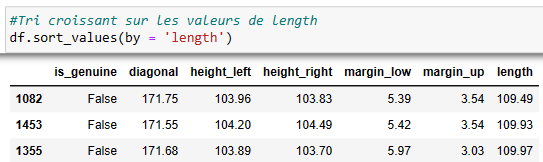 #Tri croissant sur les valeurs de length
df.sort_values(by = 'length')
is_genuine diagonal height_left height_right margin_low margin_up length
1082 False 171.75 103.96 103.83 5.39 3.54 109.49
1453 False 171.55 104.20 104.49 5.42 3.54 109.93
1355 False 171.68 103.89 103.70 5.97 3.03 109.97